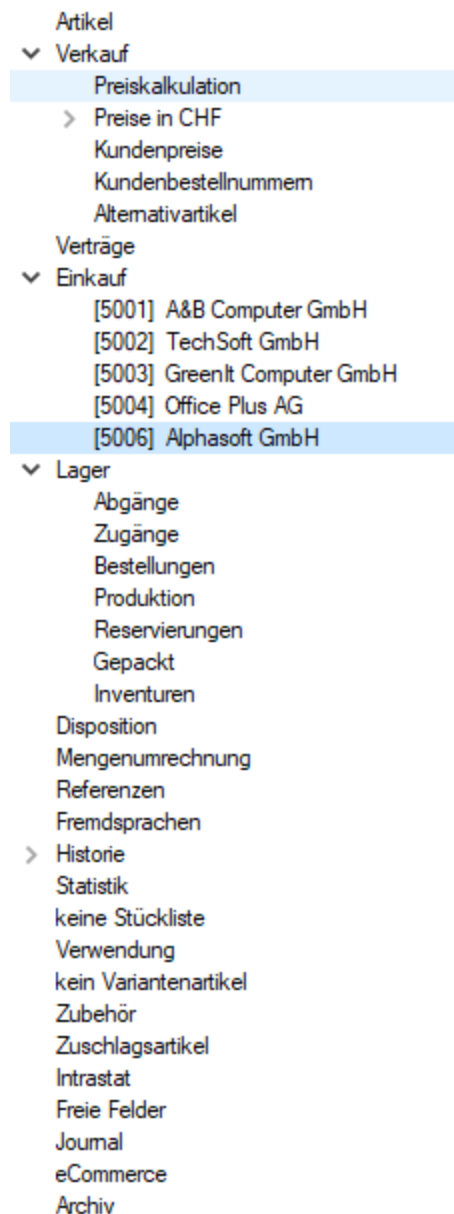 Artikel
Verkauf
Preiskalkulation
Preise in CHF
Kundenpreise
Kundenbestellnummern
Alternativartikel
Verträge
Einkauf
[5001] A&B Computer GmbH
[5002] TechSoft GmbH
[5003] GreenIt Computer GmbH
[5004] Office Plus AG
[5006] Alphasoft GmbH
Lager
Abgänge
Zugänge
Bestellungen
Produktion
Reservierungen
Gepackt
Inventuren
Disposition
Mengenumrechnung
Referenzen
Fremdsprachen
Historie
Statistik
keine Stückliste
Verwendung
kein Variantenartikel
Zubehör
Zuschlagsartikel
Intrastat
Freie Felder
Journal
eCommerce
Archiv